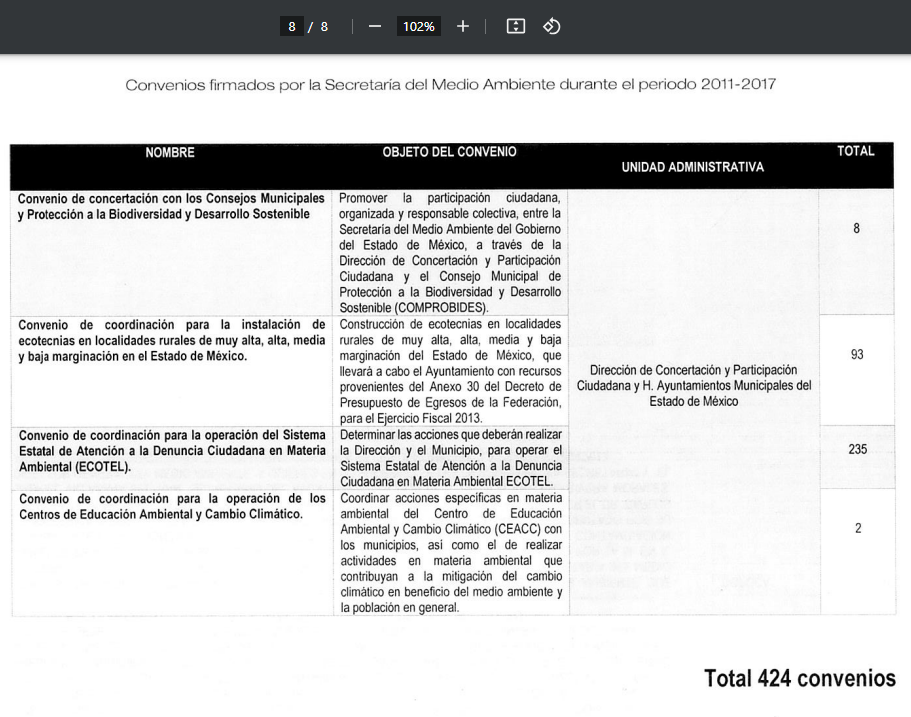 8 / 8
102%
Convenios firmados por la Secretaría del Medio Ambiente durante el periodo 2011-2017
NOMBRE
OBJETO DEL CONVENIO
UNIDAD ADMINISTRATIVA
TOTAL
Convenio de concertación con los Consejos Municipales
y Protección a la Biodiversidad y Desarrollo Sostenible
Promover la participación ciudadana,
organizada y responsable colectiva, entre la
Secretaría del Medio Ambiente del Gobierno
del Estado de México, a través de la
Dirección de Concertación y Participación
Ciudadana y el Consejo Municipal de
Protección a la Biodiversidad y Desarrollo
Sostenible (COMPROBIDES).
8
Convenio de coordinación para la instalación de
ecotecnias en localidades rurales de muy alta, alta, media
y baja marginación en el Estado de México.
Construcción de ecotecnias en localidades
rurales de muy alta, alta, media y baja
marginación del Estado de México, que
llevará a cabo el Ayuntamiento con recursos
provenientes del Anexo 30 del Decreto de
Presupuesto de Egresos de la Federación,
para el Ejercicio Fiscal 2013.
Dirección de Concertación y Participación
Ciudadana y H. Ayuntamientos Municipales del
Estado de México
93
Convenio de coordinación para la operación del Sistema
Estatal de Atención a la Denuncia Ciudadana en Materia
Ambiental (ECOTEL).
Determinar las acciones que deberán realizar
la Dirección y el Municipio, para operar el
Sistema Estatal de Atención a la Denuncia
Ciudadana en Materia Ambiental ECOTEL.
235
Convenio de coordinación para la operación de los
Centros de Educación Ambiental y Cambio Climático.
Coordinar acciones especificas en materia
ambiental del Centro de Educación
Ambiental y Cambio Climático (CEACC) con
los municipios, así como el de realizar
actividades en materia ambiental que
contribuyan a la mitigación del cambio
climático en beneficio del medio ambiente y
la población en general.
2
Total 424 convenios